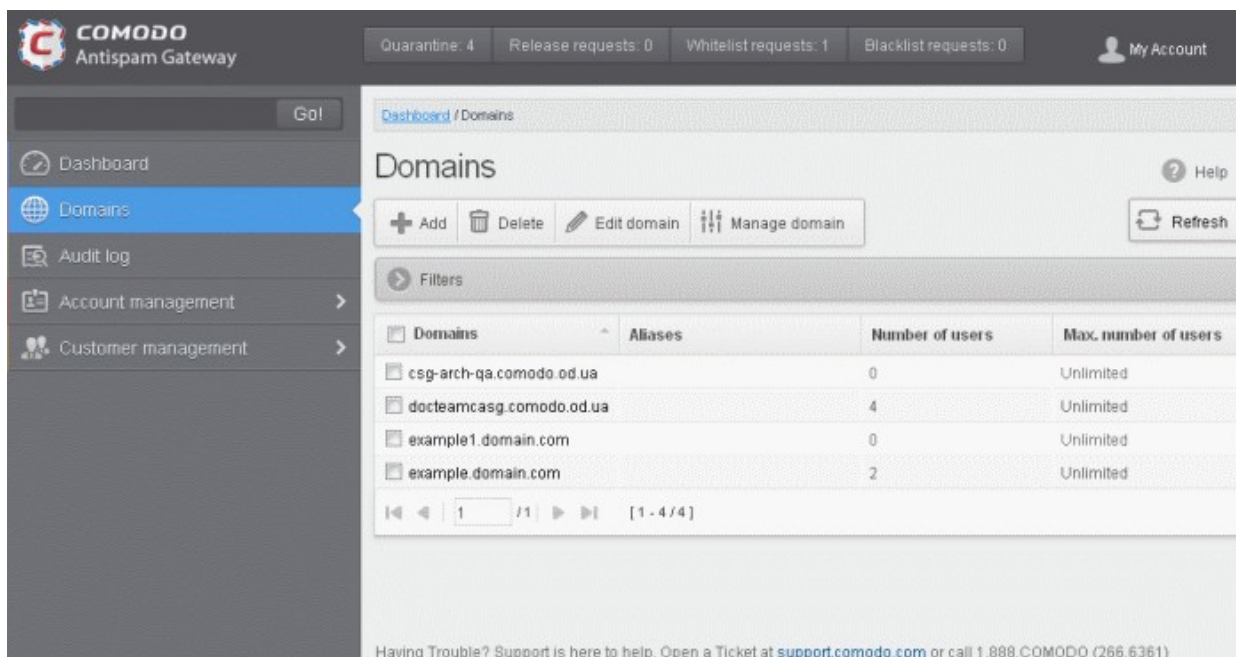 COMODO
Antispam Gateway
Quarantine: 4 Release requests: 0 Whitelist requests: 1 Blacklist requests: 0
My Account
Go!
Dashboard
Domains
Audit log
Account management
Customer management
Dashboard / Domains
Domains
Help
Add Delete Edit domain Manage domain
Refresh
Filters
Domains Aliases Number of users Max. number of users
csg-arch-qa.comodo.od.ua 0 Unlimited
docteamcasg.comodo.od.ua 4 Unlimited
example1.domain.com 0 Unlimited
example.domain.com 2 Unlimited
1 /1 [1 - 4 / 4]
Having Trouble? Support is here to help. Open a Ticket at support.comodo.com or call 1.888.COMODO (266.6361)